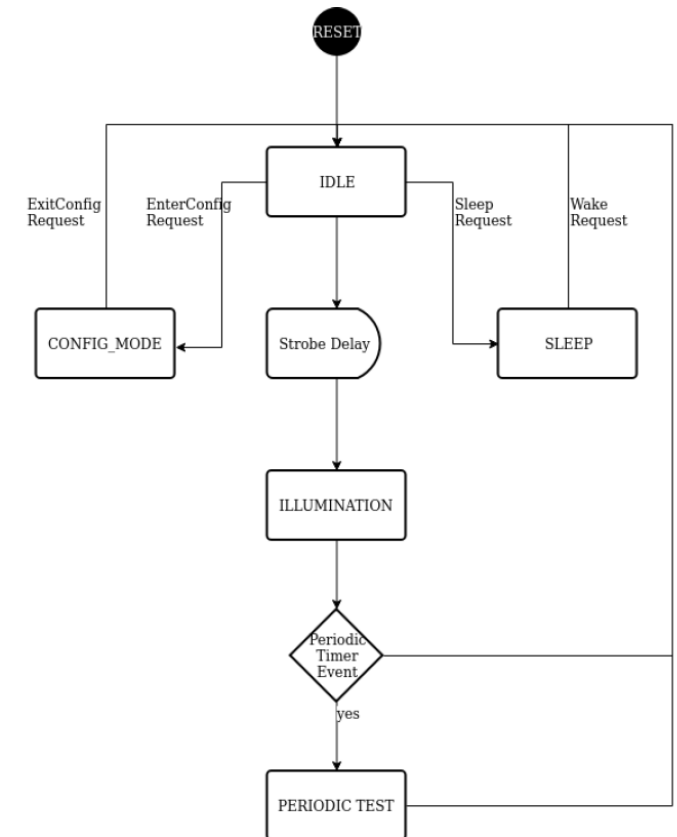 RESET
IDLE
ExitConfig
Request
EnterConfig
Request
Sleep
Request
Wake
Request
CONFIG_MODE
Strobe Delay
SLEEP
ILLUMINATION
Periodic
Timer
Event
yes
PERIODIC TEST